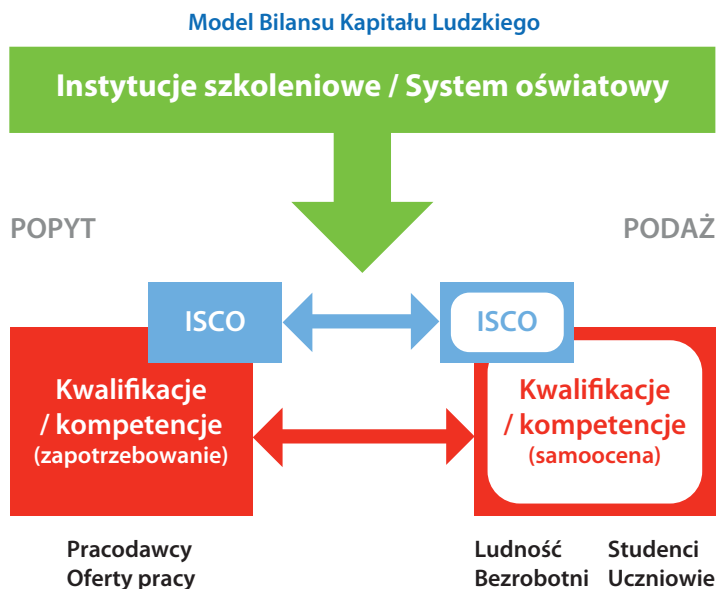 Model Bilansu Kapitału Ludzkiego
Instytucje szkoleniowe / System oświatowy
POPYT
PODAŻ
ISCO
ISCO
Kwalifikacje
/ kompetencje
(zapotrzebowanie)
Kwalifikacje
/ kompetencje
(samoocena)
Pracodawcy
Oferty pracy
Ludność Studenci
Bezrobotni Uczniowie